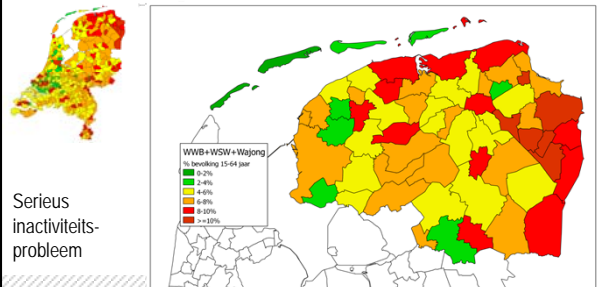 WWB+WSW+Wajong
% bevolking 15-64 jaar
0-2%
2-4%
4-6%
6-8%
8-10%
>=10%
Serieus
inactiviteits-
probleem